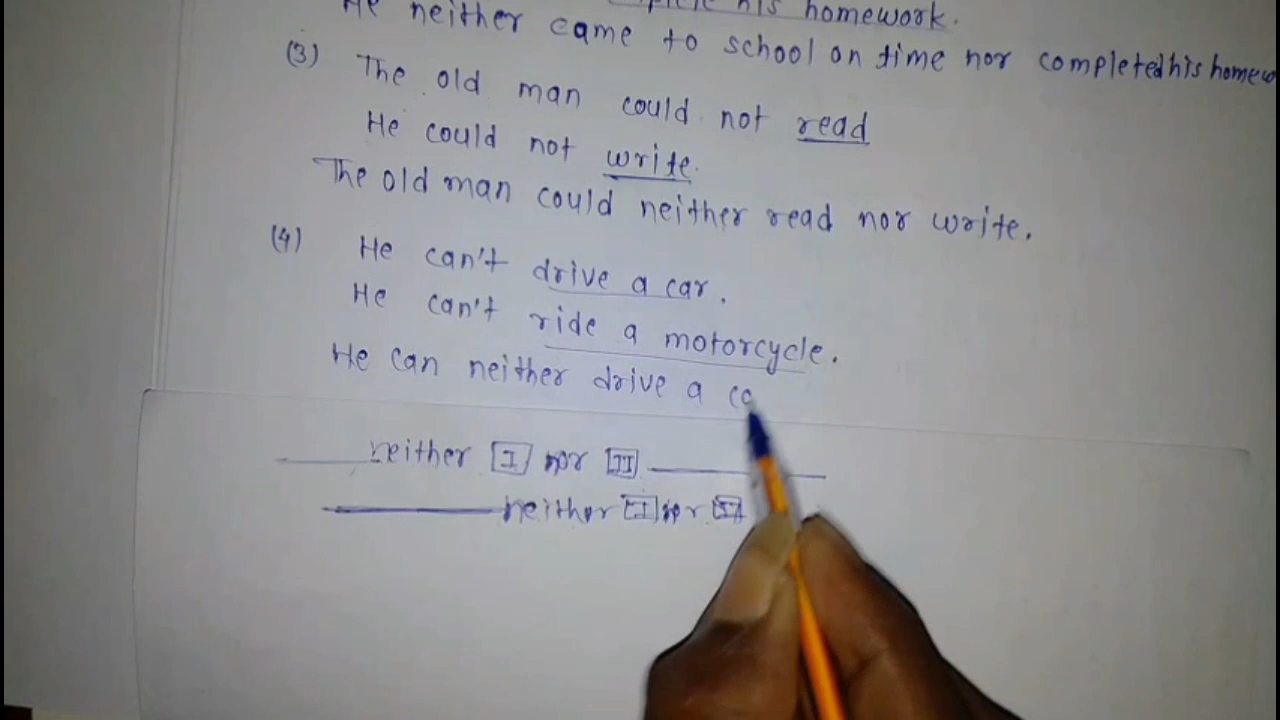 his homework.
He neither came to school on time nor completed his homew
(3) The old man could not read
He could not write.
The old man could neither read nor write.
(4) He can't drive a car.
He can't ride a motorcycle.
He can neither drive a ca
neither I nor II
neither I nor II